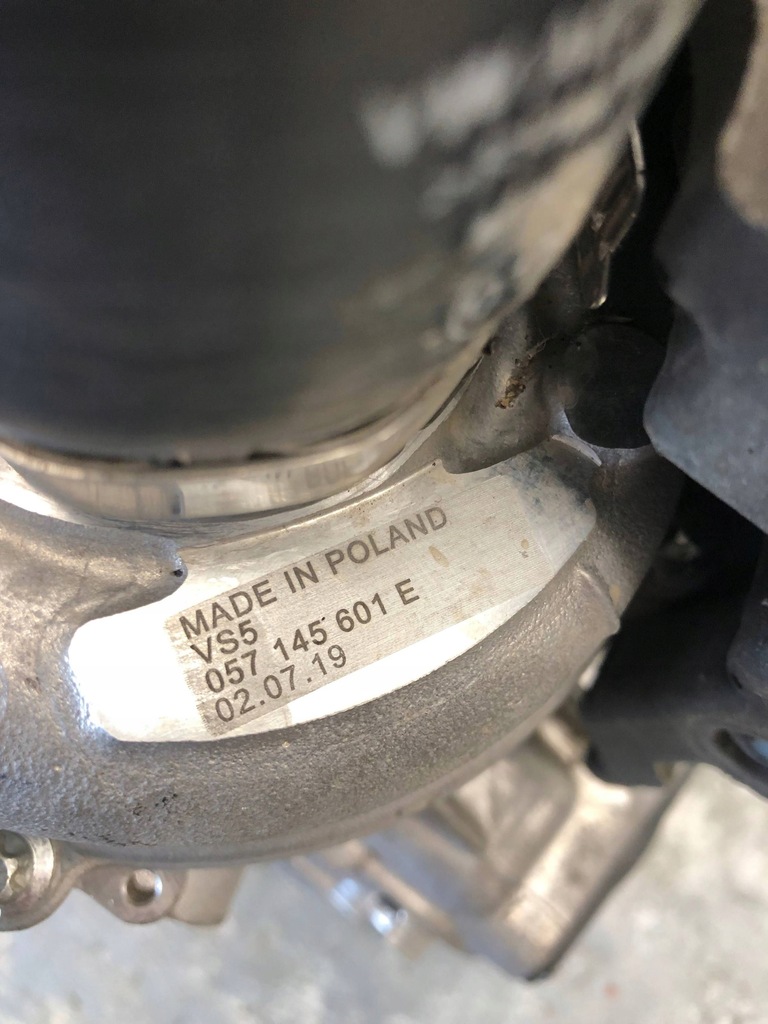 MADE IN POLAND
VS5
057 145 601 E
02.07.19